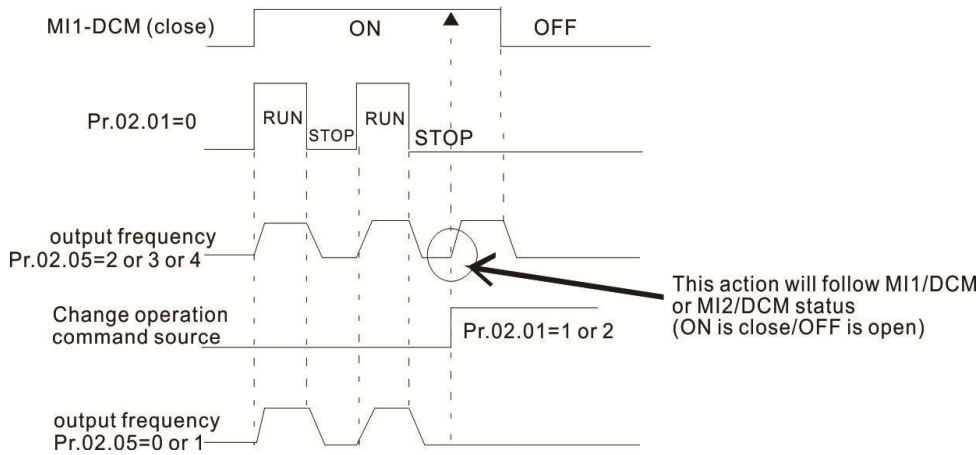 MI1-DCM (close)
ON
OFF
Pr.02.01=0
RUN
STOP
RUN
STOP
output frequency
Pr.02.05=2 or 3 or 4
This action will follow MI1/DCM
or MI2/DCM status
(ON is close/OFF is open)
Change operation
command source
Pr.02.01=1 or 2
output frequency
Pr.02.05=0 or 1